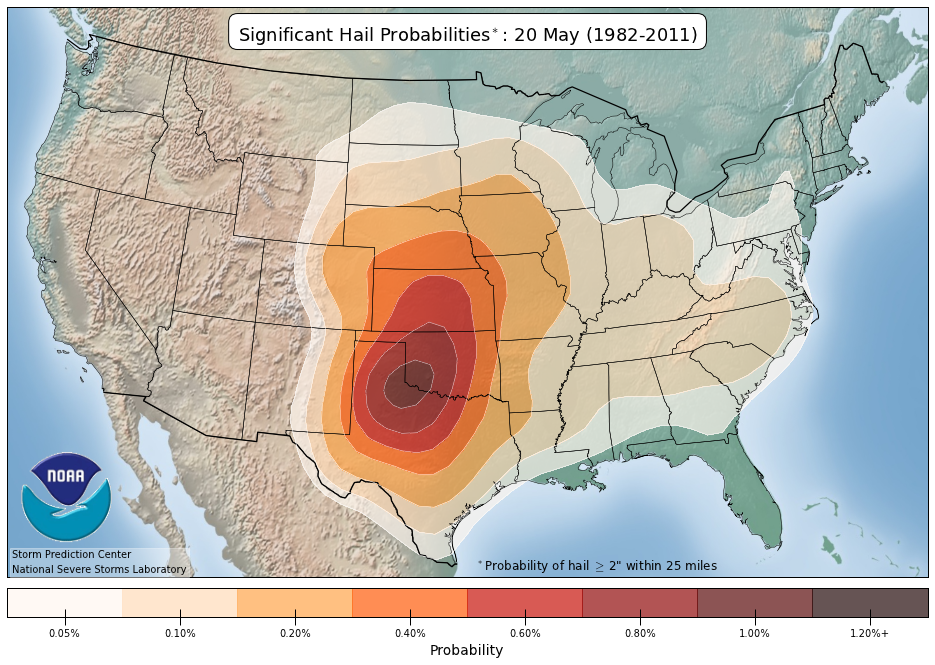 Significant Hail Probabilities*: 20 May (1982-2011)
NOAA
Storm Prediction Center
National Severe Storms Laboratory
*Probability of hail ≥ 2" within 25 miles
0.05% 0.10% 0.20% 0.40% 0.60% 0.80% 1.00% 1.20%+
Probability